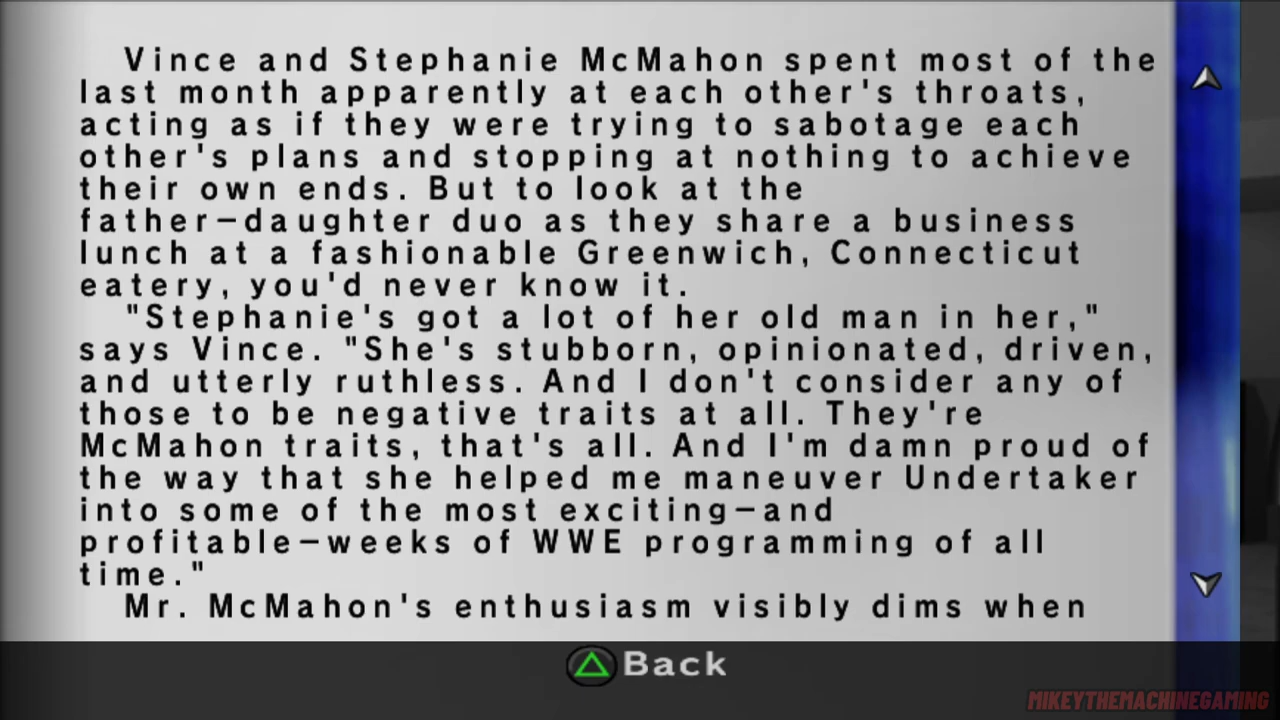 Vince and Stephanie McMahon spent most of the
last month apparently at each other's throats,
acting as if they were trying to sabotage each
other's plans and stopping at nothing to achieve
their own ends. But to look at the
father—daughter duo as they share a business
lunch at a fashionable Greenwich, Connecticut
eatery, you'd never know it.
"Stephanie's got a lot of her old man in her,"
says Vince. "She's stubborn, opinionated, driven,
and utterly ruthless. And I don't consider any of
those to be negative traits at all. They're
McMahon traits, that's all. And I'm damn proud of
the way that she helped me maneuver Undertaker
into some of the most exciting—and
profitable—weeks of WWE programming of all
time."
Mr. McMahon's enthusiasm visibly dims when
Back
MIKEYTHEMACHINEGAMING